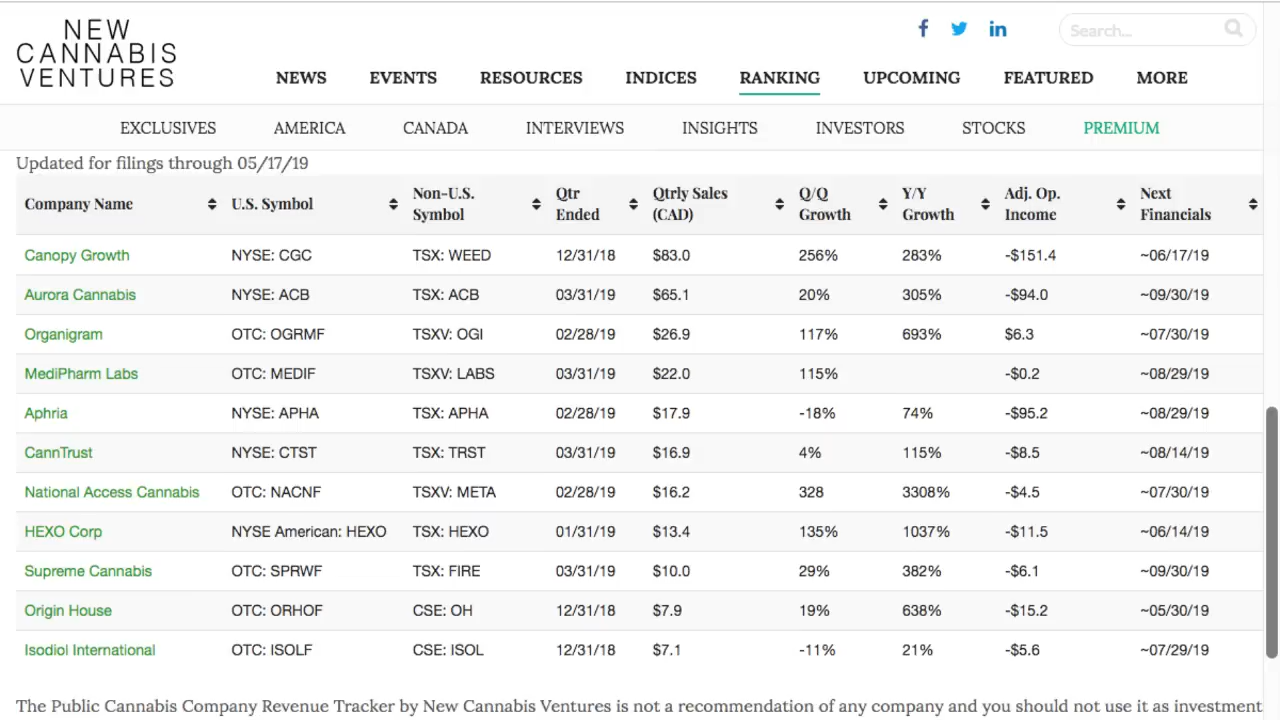 NEW
CANNABIS
VENTURES
Search...
NEWS EVENTS RESOURCES INDICES RANKING UPCOMING FEATURED MORE
EXCLUSIVES AMERICA CANADA INTERVIEWS INSIGHTS INVESTORS STOCKS PREMIUM
Updated for filings through 05/17/19
Company Name U.S. Symbol Non-U.S. Symbol Qtr Ended Qtrly Sales (CAD) Q/Q Growth Y/Y Growth Adj. Op. Income Next Financials
Canopy Growth NYSE: CGC TSX: WEED 12/31/18 $83.0 256% 283% -$151.4 ~06/17/19
Aurora Cannabis NYSE: ACB TSX: ACB 03/31/19 $65.1 20% 305% -$94.0 ~09/30/19
Organigram OTC: OGRMF TSXV: OGI 02/28/19 $26.9 117% 693% $6.3 ~07/30/19
MediPharm Labs OTC: MEDIF TSXV: LABS 03/31/19 $22.0 115% -$0.2 ~08/29/19
Aphria NYSE: APHA TSX: APHA 02/28/19 $17.9 -18% 74% -$95.2 ~08/29/19
CannTrust NYSE: CTST TSX: TRST 03/31/19 $16.9 4% 115% -$8.5 ~08/14/19
National Access Cannabis OTC: NACNF TSXV: META 02/28/19 $16.2 328 3308% -$4.5 ~07/30/19
HEXO Corp NYSE American: HEXO TSX: HEXO 01/31/19 $13.4 135% 1037% -$11.5 ~06/14/19
Supreme Cannabis OTC: SPRWF TSX: FIRE 03/31/19 $10.0 29% 382% -$6.1 ~09/30/19
Origin House OTC: ORHOF CSE: OH 12/31/18 $7.9 19% 638% -$15.2 ~05/30/19
Isodiol International OTC: ISOLF CSE: ISOL 12/31/18 $7.1 -11% 21% -$5.6 ~07/29/19
The Public Cannabis Company Revenue Tracker by New Cannabis Ventures is not a recommendation of any company and you should not use it as investment